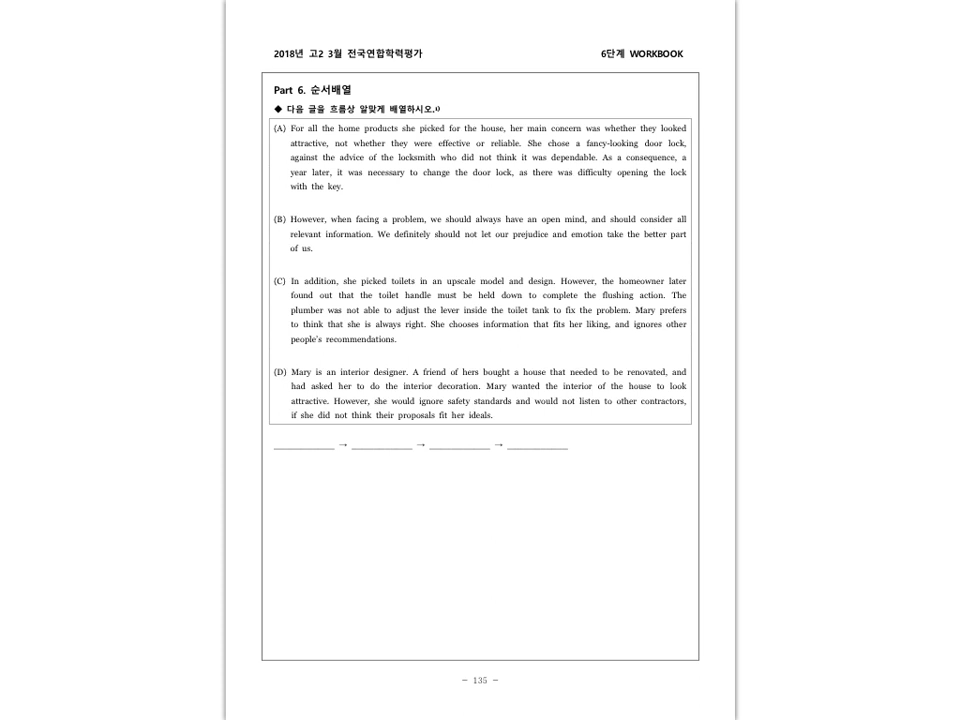 2018년 고2 3월 전국연합학력평가 6단계 WORKBOOK
Part 6. 순서배열
◆ 다음 글을 흐름상 알맞게 배열하시오.1)
(A) For all the home products she picked for the house, her main concern was whether they looked
attractive, not whether they were effective or reliable. She chose a fancy-looking door lock,
against the advice of the locksmith who did not think it was dependable. As a consequence, a
year later, it was necessary to change the door lock, as there was difficulty opening the lock
with the key.
(B) However, when facing a problem, we should always have an open mind, and should consider all
relevant information. We definitely should not let our prejudice and emotion take the better part
of us.
(C) In addition, she picked toilets in an upscale model and design. However, the homeowner later
found out that the toilet handle must be held down to complete the flushing action. The
plumber was not able to adjust the lever inside the toilet tank to fix the problem. Mary prefers
to think that she is always right. She chooses information that fits her liking, and ignores other
people's recommendations.
(D) Mary is an interior designer. A friend of hers bought a house that needed to be renovated, and
had asked her to do the interior decoration. Mary wanted the interior of the house to look
attractive. However, she would ignore safety standards and would not listen to other contractors,
if she did not think their proposals fit her ideals.
____________ → ____________ → ____________ → ____________
- 135 -